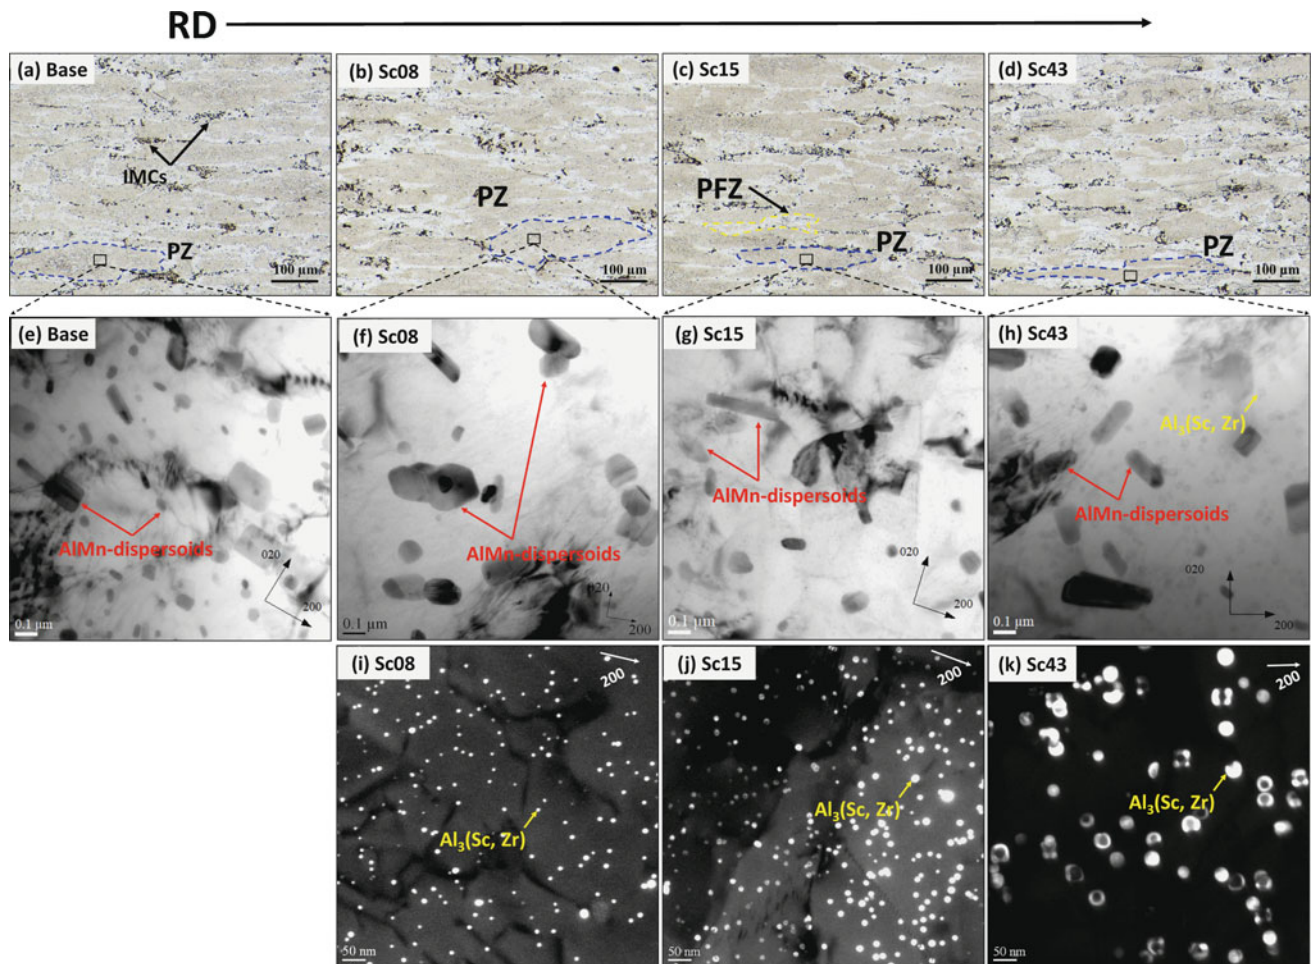 RD
(a) Base
IMCs
PZ
100 µm
(b) Sc08
PZ
100 µm
(c) Sc15
PFZ
PZ
100 µm
(d) Sc43
PZ
100 µm
(e) Base
AlMn-dispersoids
020
200
0.1 µm
(f) Sc08
AlMn-dispersoids
020
200
0.1 µm
(g) Sc15
AlMn-dispersoids
020
200
0.1 µm
(h) Sc43
Al₃(Sc, Zr)
AlMn-dispersoids
020
200
0.1 µm
(i) Sc08
200
Al₃(Sc, Zr)
50 nm
(j) Sc15
200
Al₃(Sc, Zr)
50 nm
(k) Sc43
200
Al₃(Sc, Zr)
50 nm